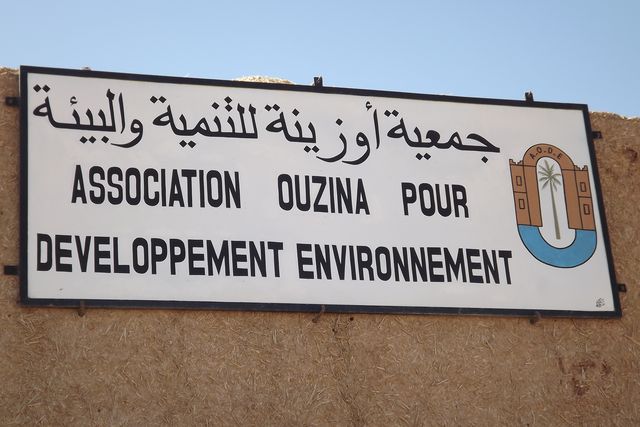 جمعية أوزينة للتنمية والبيئة
ASSOCIATION OUZINA POUR
DEVELOPPEMENT ENVIRONNEMENT
A.O.D.E